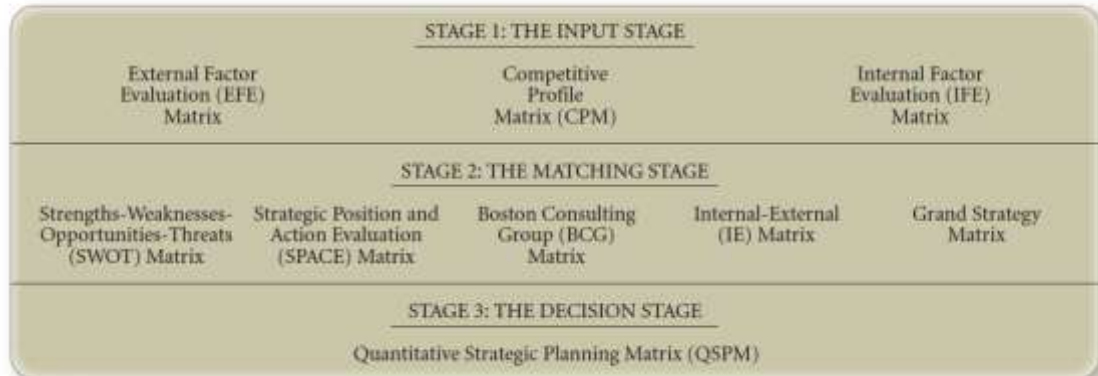 STAGE 1: THE INPUT STAGE
External Factor
Evaluation (EFE)
Matrix
Competitive
Profile
Matrix (CPM)
Internal Factor
Evaluation (IFE)
Matrix
STAGE 2: THE MATCHING STAGE
Strengths-Weaknesses-
Opportunities-Threats
(SWOT) Matrix
Strategic Position and
Action Evaluation
(SPACE) Matrix
Boston Consulting
Group (BCG)
Matrix
Internal-External
(IE) Matrix
Grand Strategy
Matrix
STAGE 3: THE DECISION STAGE
Quantitative Strategic Planning Matrix (QSPM)